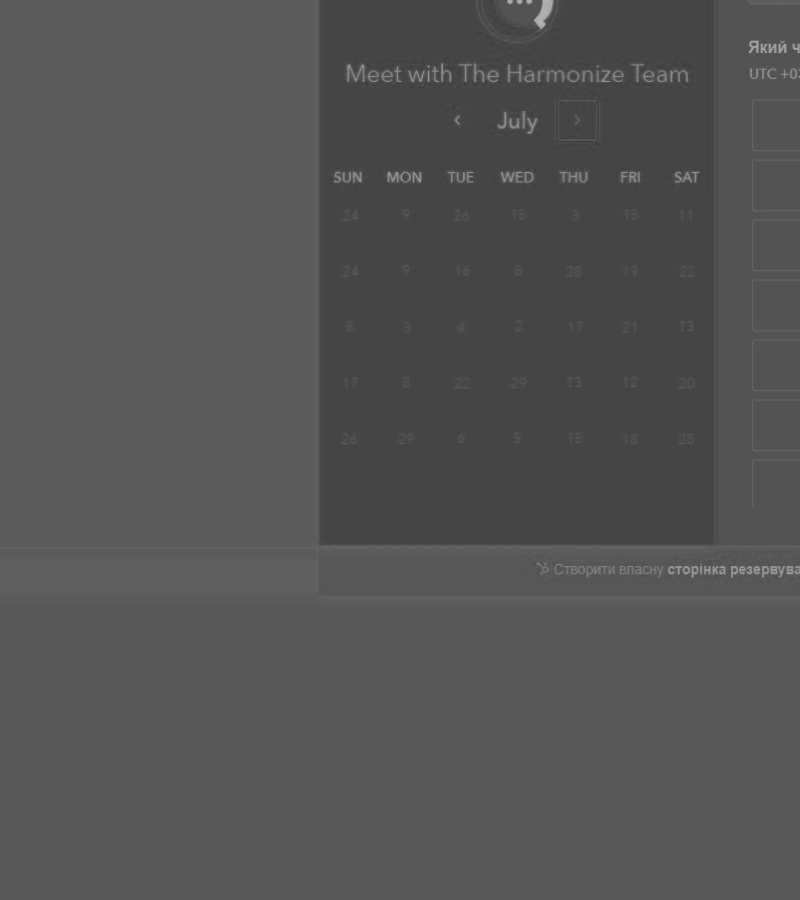 Meet with The Harmonize Team
July
SUN MON TUE WED THU FRI SAT
24 9 26 15 3 15 11
24 9 16 8 28 19 22
8 3 4 2 17 21 13
17 8 22 29 13 12 20
26 29 6 5 15 18 28
Який ч
UTC +03
Створити власну сторінка резервува